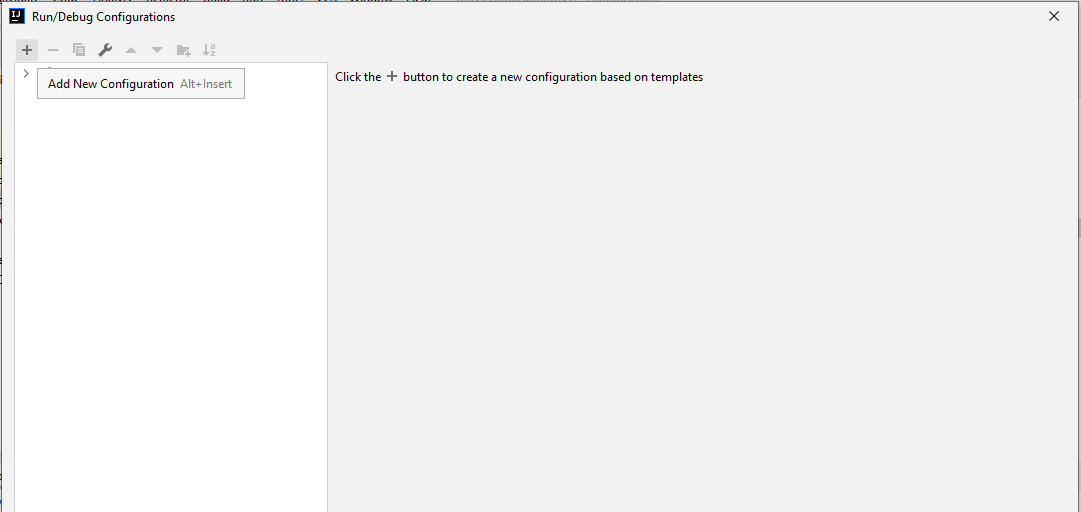 Run/Debug Configurations
Add New Configuration Alt+Insert
Click the + button to create a new configuration based on templates